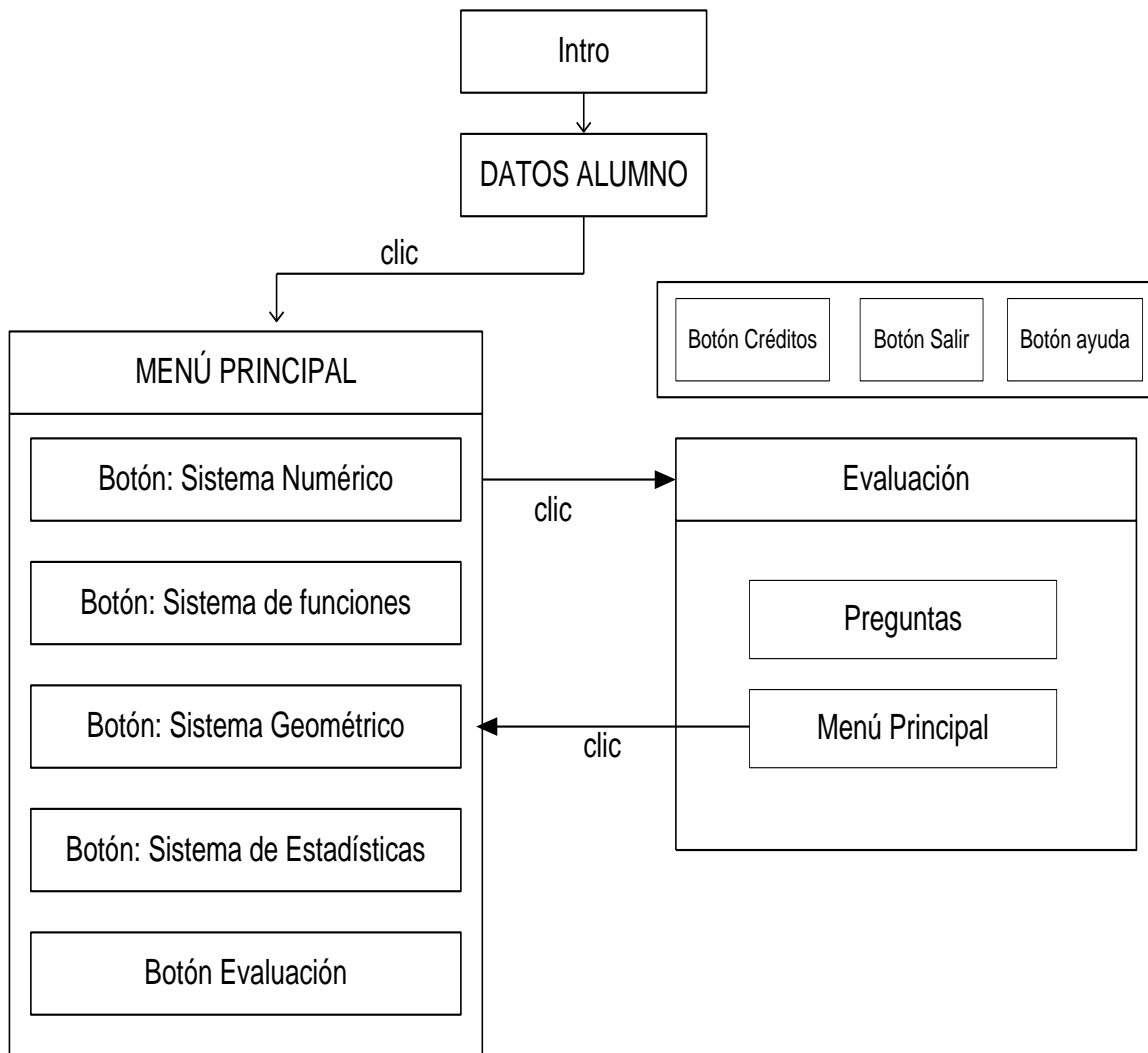 Intro
DATOS ALUMNO
clic
Botón Créditos
Botón Salir
Botón ayuda
MENÚ PRINCIPAL
Botón: Sistema Numérico
clic
Evaluación
Botón: Sistema de funciones
Preguntas
Botón: Sistema Geométrico
clic
Menú Principal
Botón: Sistema de Estadísticas
Botón Evaluación